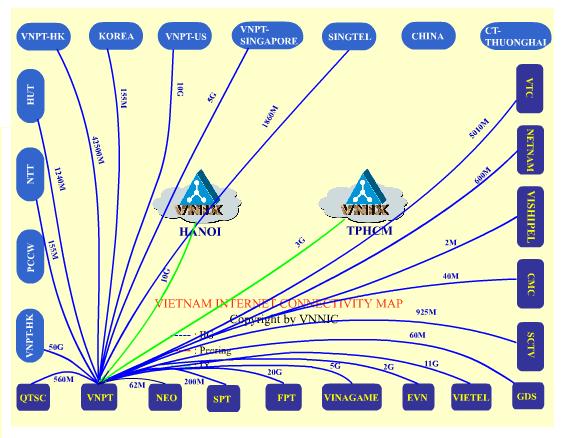 VNPT-HK
KOREA
VNPT-US
VNPT-
SINGAPORE
SINGTEL
CHINA
CT-
THUONGHAI
HUT
NTT
PCCW
VNPT-HK
VTC
NETNAM
VISHIPEL
CMC
SCTV
42500M
155M
10G
5G
1860M
5010M
600M
1240M
155M
2M
40M
925M
60M
VNNIC
HANOI
VNNIC
TPHCM
10G
3G
VIETNAM INTERNET CONNECTIVITY MAP
Copyright by VNNIC
: Peering
50G
560M
62M
200M
20G
5G
2G
11G
QTSC
VNPT
NEO
SPT
FPT
VINAGAME
EVN
VIETEL
GDS